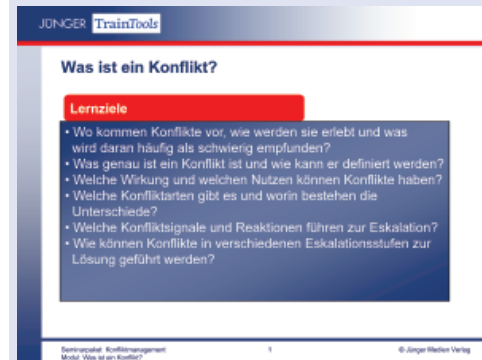 JÜNGER TrainTools
Was ist ein Konflikt?
Lernziele
• Wo kommen Konflikte vor, wie werden sie erlebt und was
wird daran häufig als schwierig empfunden?
• Was genau ist ein Konflikt ist und wie kann er definiert werden?
• Welche Wirkung und welchen Nutzen können Konflikte haben?
• Welche Konfliktarten gibt es und worin bestehen die
Unterschiede?
• Welche Konfliktsignale und Reaktionen führen zur Eskalation?
• Wie können Konflikte in verschiedenen Eskalationsstufen zur
Lösung geführt werden?
Seminarpaket: Konfliktmanagement
Modul: Was ist ein Konflikt?
1
© Jünger Medien Verlag